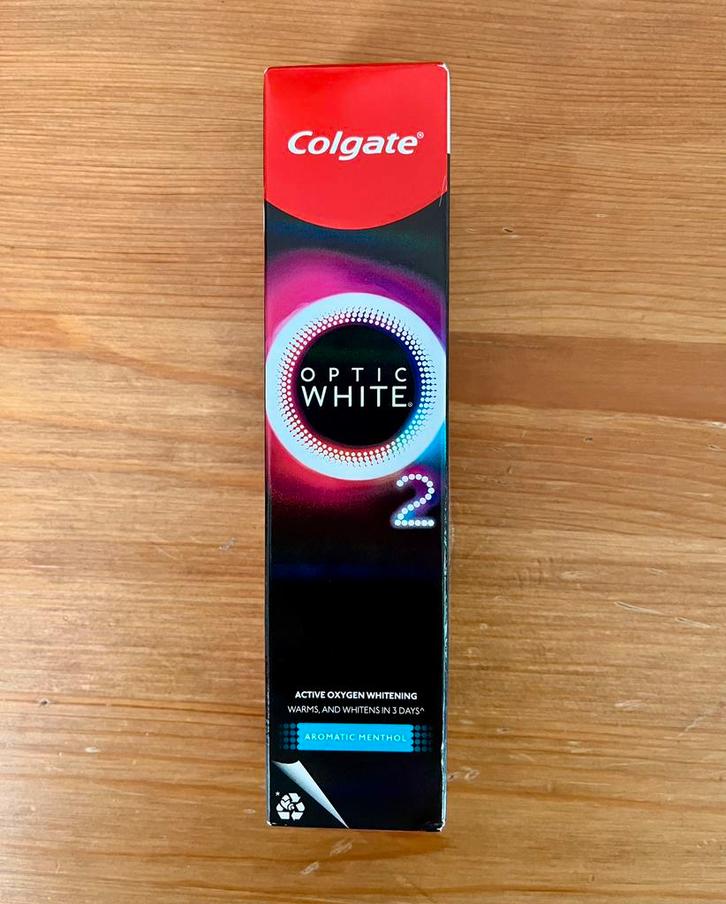 Colgate®
OPTIC
WHITE®
2
ACTIVE OXYGEN WHITENING
WARMS, AND WHITENS IN 3 DAYS^
AROMATIC MENTHOL
*